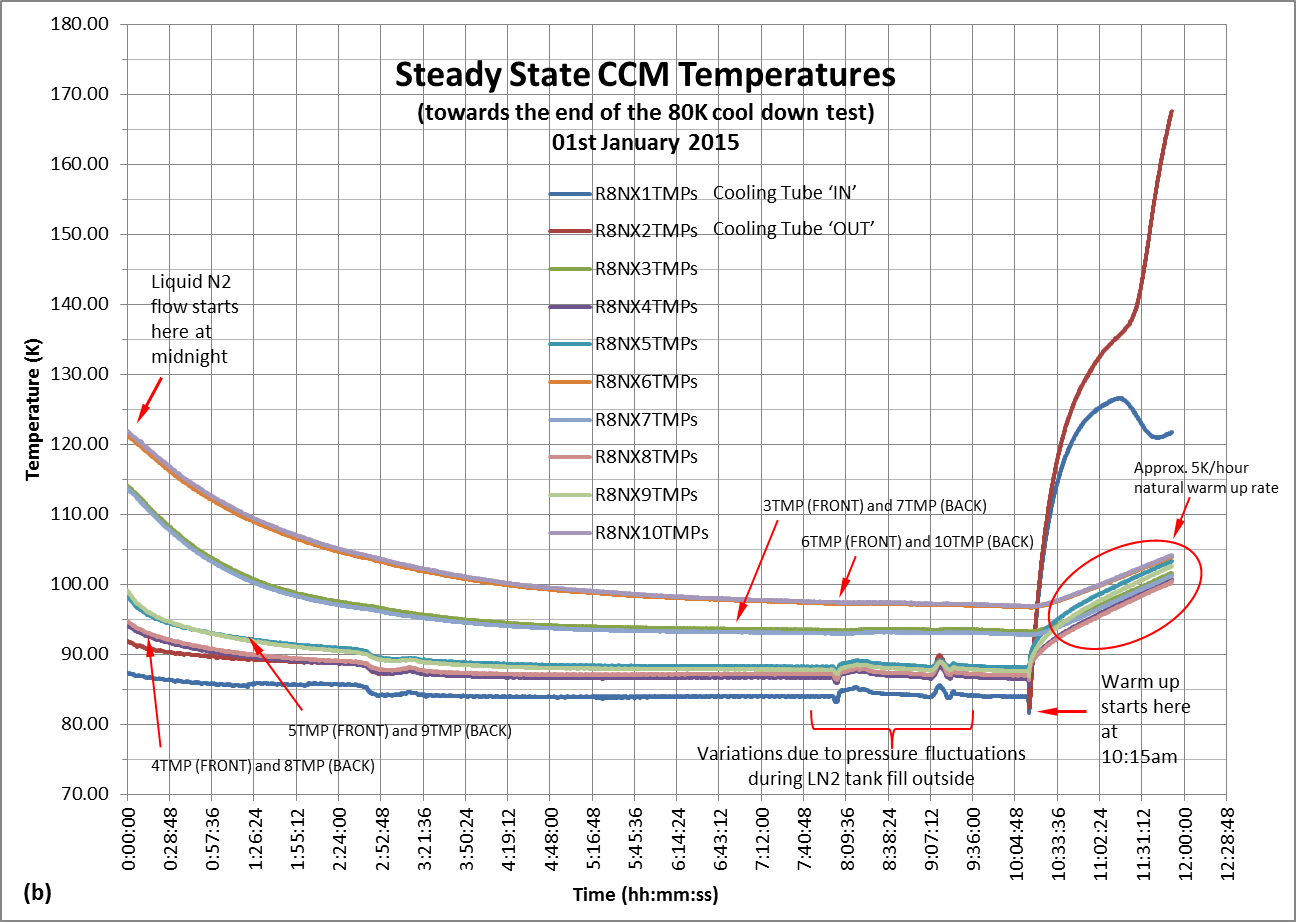 Steady State CCM Temperatures
(towards the end of the 80K cool down test)
01st January 2015
180.00
170.00
160.00
150.00
140.00
130.00
120.00
110.00
100.00
90.00
80.00
70.00
Temperature (K)
R8NX1TMPs Cooling Tube ‘IN’
R8NX2TMPs Cooling Tube ‘OUT’
R8NX3TMPs
R8NX4TMPs
R8NX5TMPs
R8NX6TMPs
R8NX7TMPs
R8NX8TMPs
R8NX9TMPs
R8NX10TMPs
Liquid N2
flow starts
here at
midnight
Approx. 5K/hour
natural warm up rate
3TMP (FRONT) and 7TMP (BACK)
6TMP (FRONT) and 10TMP (BACK)
5TMP (FRONT) and 9TMP (BACK)
4TMP (FRONT) and 8TMP (BACK)
Variations due to pressure fluctuations
during LN2 tank fill outside
Warm up
starts here
at
10:15am
0:00:00
0:28:48
0:57:36
1:26:24
1:55:12
2:24:00
2:52:48
3:21:36
3:50:24
4:19:12
4:48:00
5:16:48
5:45:36
6:14:24
6:43:12
7:12:00
7:40:48
8:09:36
8:38:24
9:07:12
9:36:00
10:04:48
10:33:36
11:02:24
11:31:12
12:00:00
12:28:48
Time (hh:mm:ss)
(b)